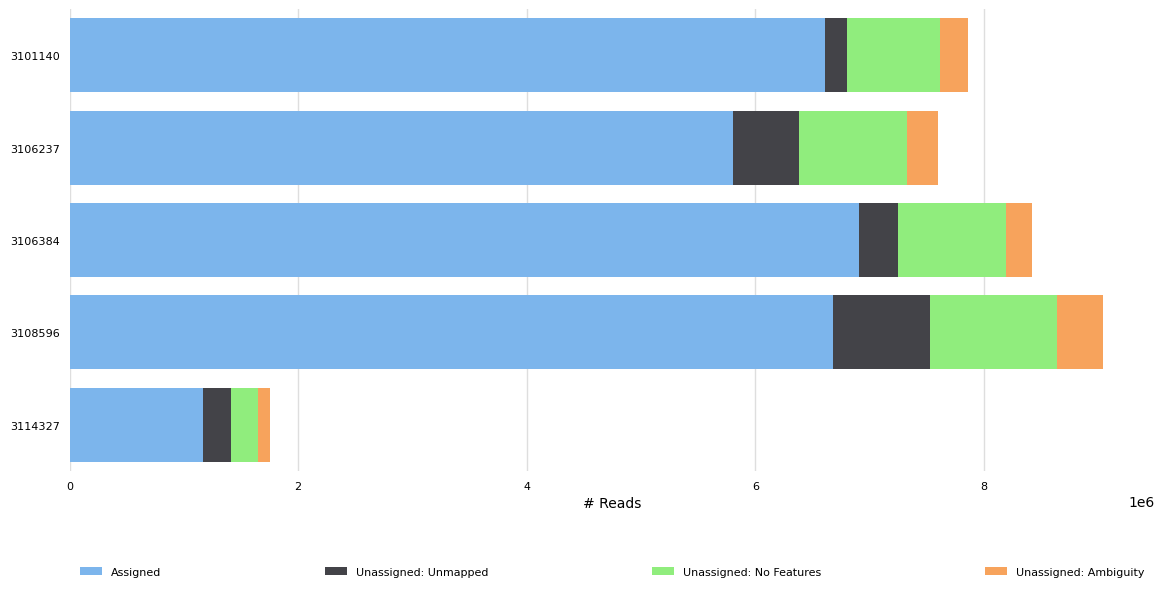 3101140
3106237
3106384
3108596
3114327
0 2 4 6 8
# Reads
1e6
Assigned Unassigned: Unmapped Unassigned: No Features Unassigned: Ambiguity